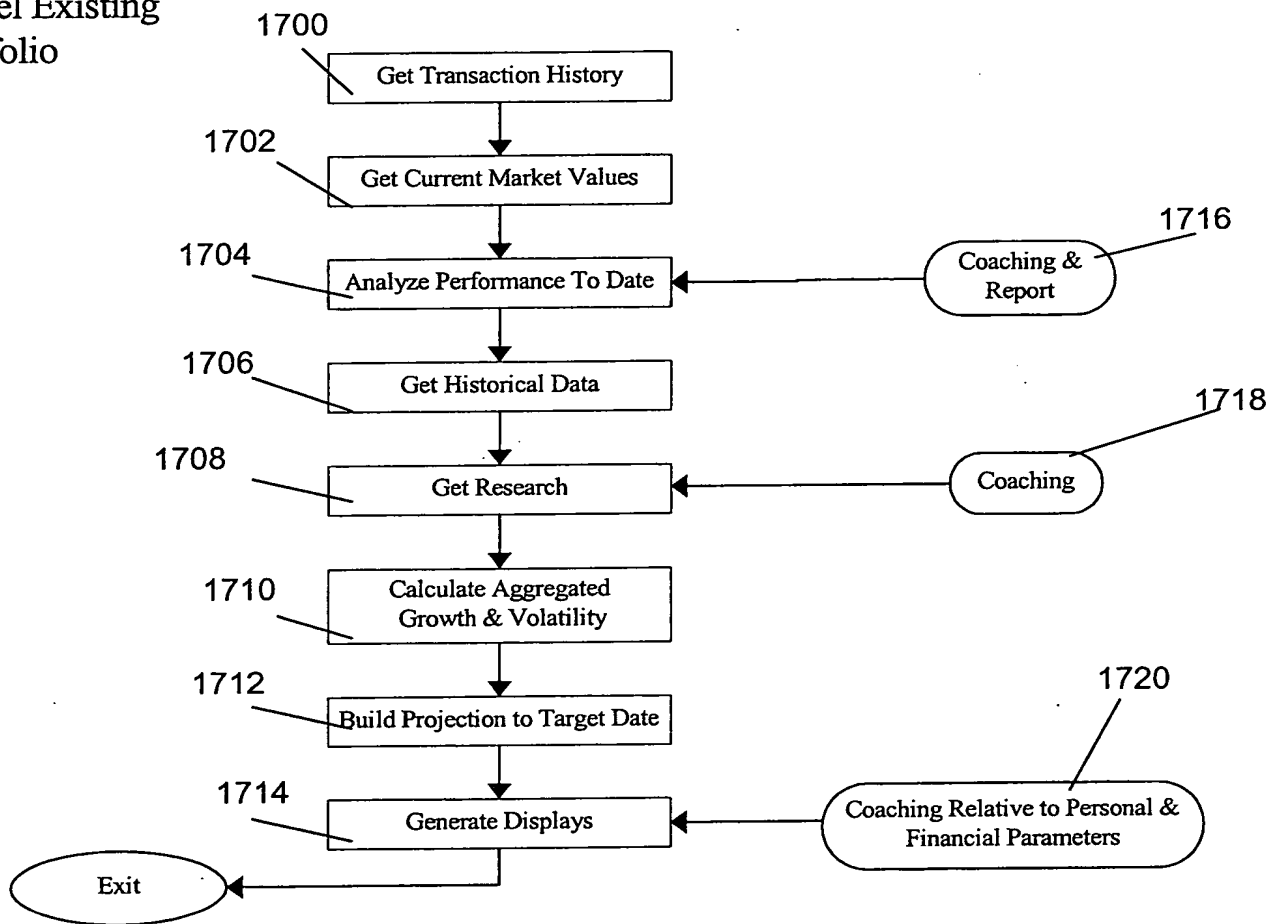 el Existing
folio
1700
Get Transaction History
1702
Get Current Market Values
1704
Analyze Performance To Date
1716
Coaching &
Report
1706
Get Historical Data
1708
Get Research
1718
Coaching
1710
Calculate Aggregated
Growth & Volatility
1712
Build Projection to Target Date
1714
Generate Displays
1720
Coaching Relative to Personal &
Financial Parameters
Exit